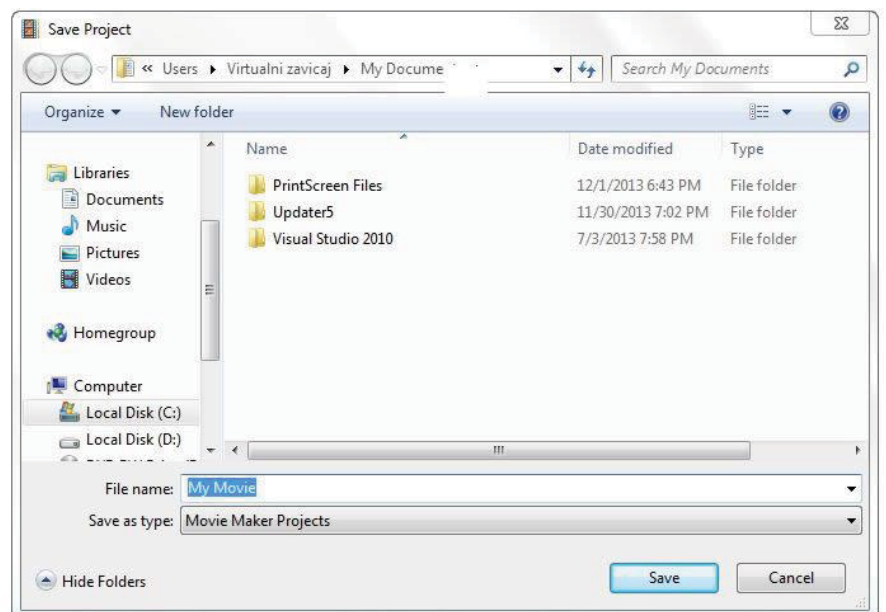 Save Project
« Users ▸ Virtualni zavicaj ▸ My Docume
Search My Documents
Organize ▾ New folder
Name Date modified Type
Libraries
Documents
Music
Pictures
Videos
Homegroup
Computer
Local Disk (C:)
Local Disk (D:)
PrintScreen Files 12/1/2013 6:43 PM File folder
Updater5 11/30/2013 7:02 PM File folder
Visual Studio 2010 7/3/2013 7:58 PM File folder
File name: My Movie
Save as type: Movie Maker Projects
Hide Folders Save Cancel